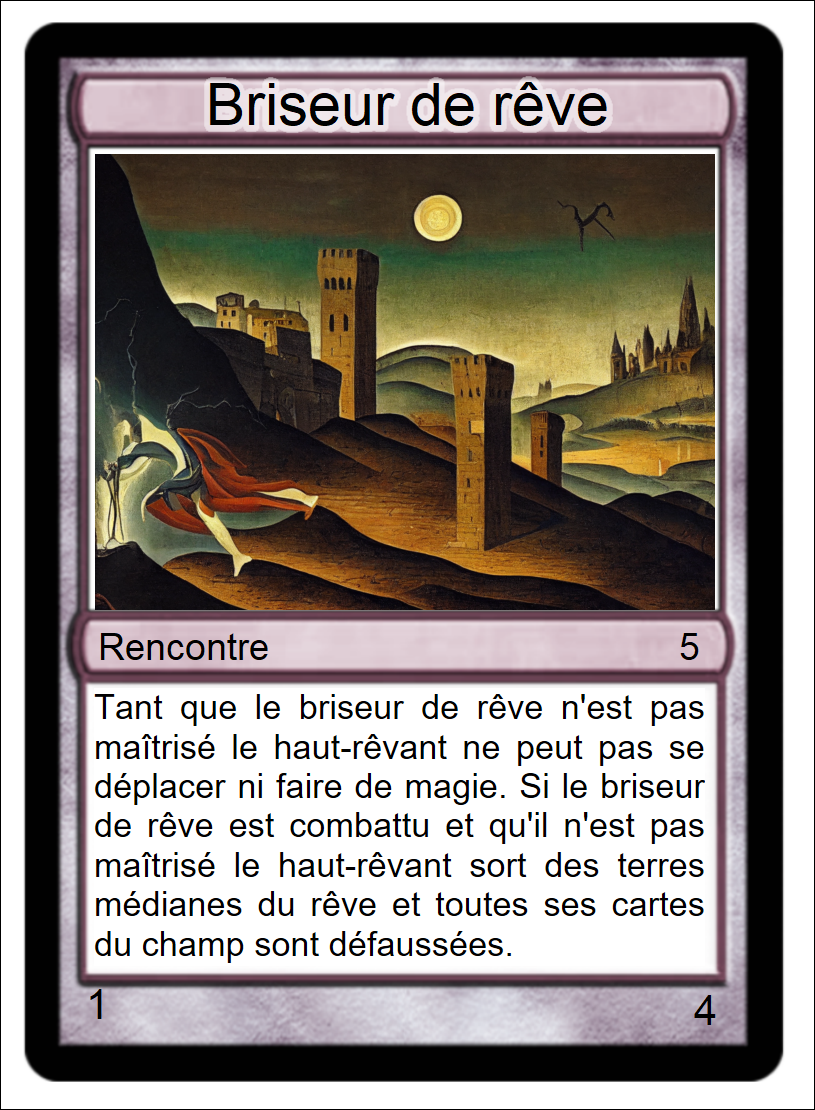 Briseur de rêve
Rencontre 5
Tant que le briseur de rêve n'est pas
maîtrisé le haut-rêvant ne peut pas se
déplacer ni faire de magie. Si le briseur
de rêve est combattu et qu'il n'est pas
maîtrisé le haut-rêvant sort des terres
médianes du rêve et toutes ses cartes
du champ sont défaussées.
1 4